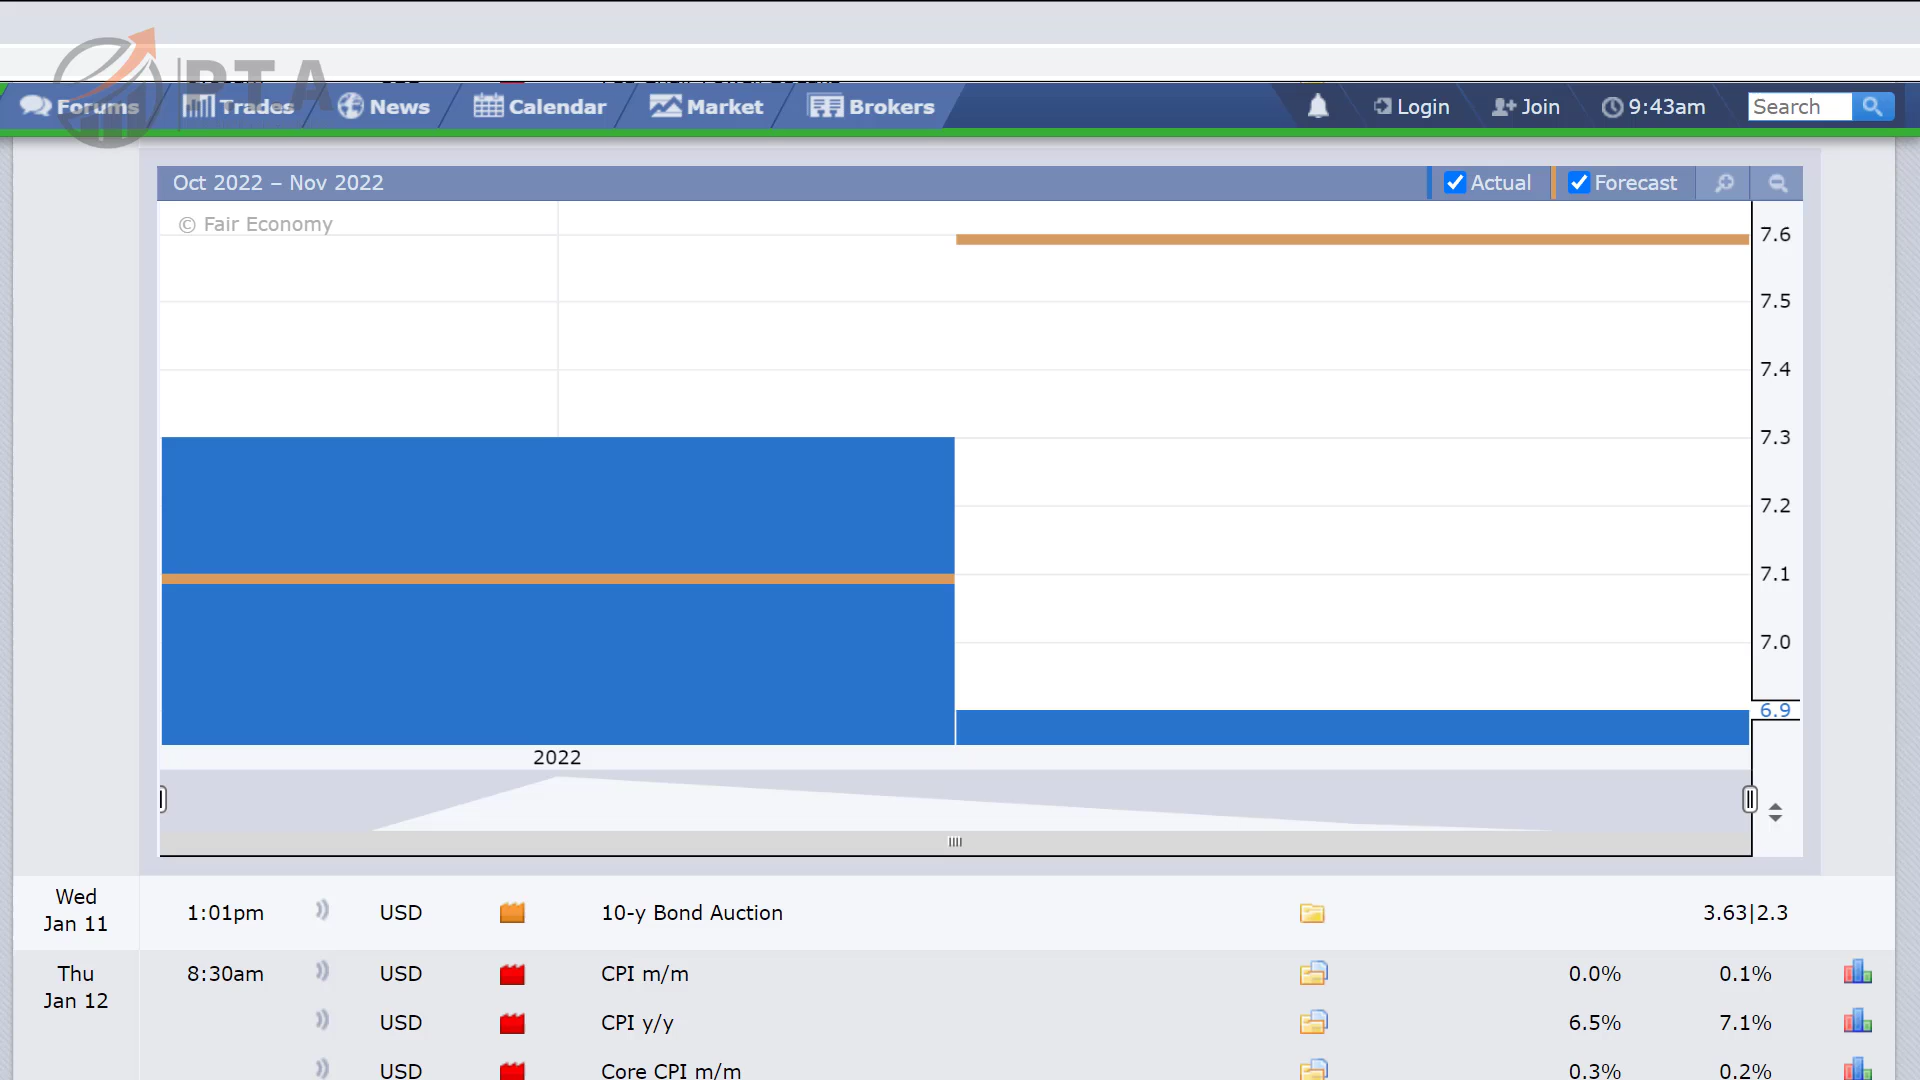 PTA
Forums Trades News Calendar Market Brokers Login Join 9:43am Search
Oct 2022 – Nov 2022 Actual Forecast
© Fair Economy
7.6
7.5
7.4
7.3
7.2
7.1
7.0
6.9
2022
Wed
Jan 11
1:01pm USD 10-y Bond Auction 3.63|2.3
Thu
Jan 12
8:30am USD CPI m/m 0.0% 0.1%
USD CPI y/y 6.5% 7.1%
USD Core CPI m/m 0.3% 0.2%